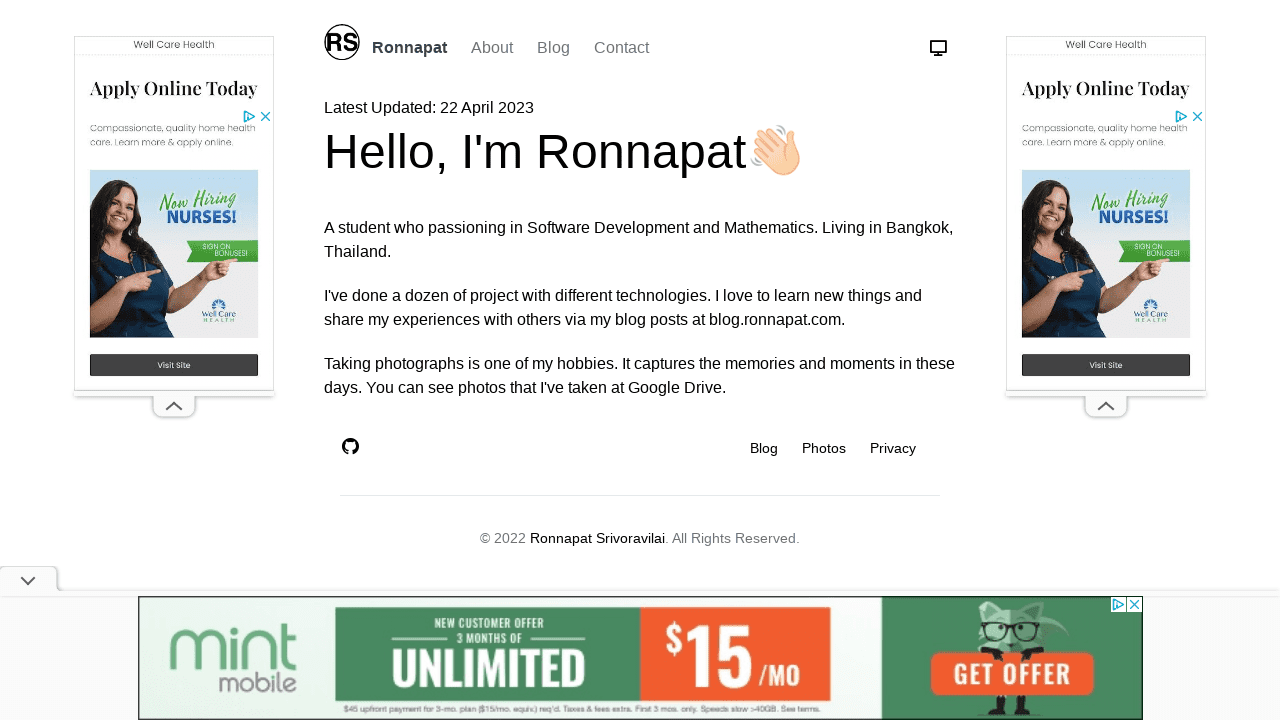 RS
Ronnapat About Blog Contact
Latest Updated: 22 April 2023
Hello, I'm Ronnapat
A student who passioning in Software Development and Mathematics. Living in Bangkok,
Thailand.
I've done a dozen of project with different technologies. I love to learn new things and
share my experiences with others via my blog posts at blog.ronnapat.com.
Taking photographs is one of my hobbies. It captures the memories and moments in these
days. You can see photos that I've taken at Google Drive.
Blog Photos Privacy
© 2022 Ronnapat Srivoravilai. All Rights Reserved.
Well Care Health
Apply Online Today
Compassionate, quality home health
care. Learn more & apply online.
Now Hiring
NURSES!
SIGN ON
BONUSES!
Well Care
HEALTH
Visit Site
Well Care Health
Apply Online Today
Compassionate, quality home health
care. Learn more & apply online.
Now Hiring
NURSES!
SIGN ON
BONUSES!
Well Care
HEALTH
Visit Site
mint
mobile
NEW CUSTOMER OFFER
3 MONTHS OF
UNLIMITED
$15/MO
GET OFFER
$45 upfront payment for 3-mo. plan ($15/mo. equiv.) req'd. Taxes & fees extra. First 3 mos. only. Speeds slow >40GB. See terms.